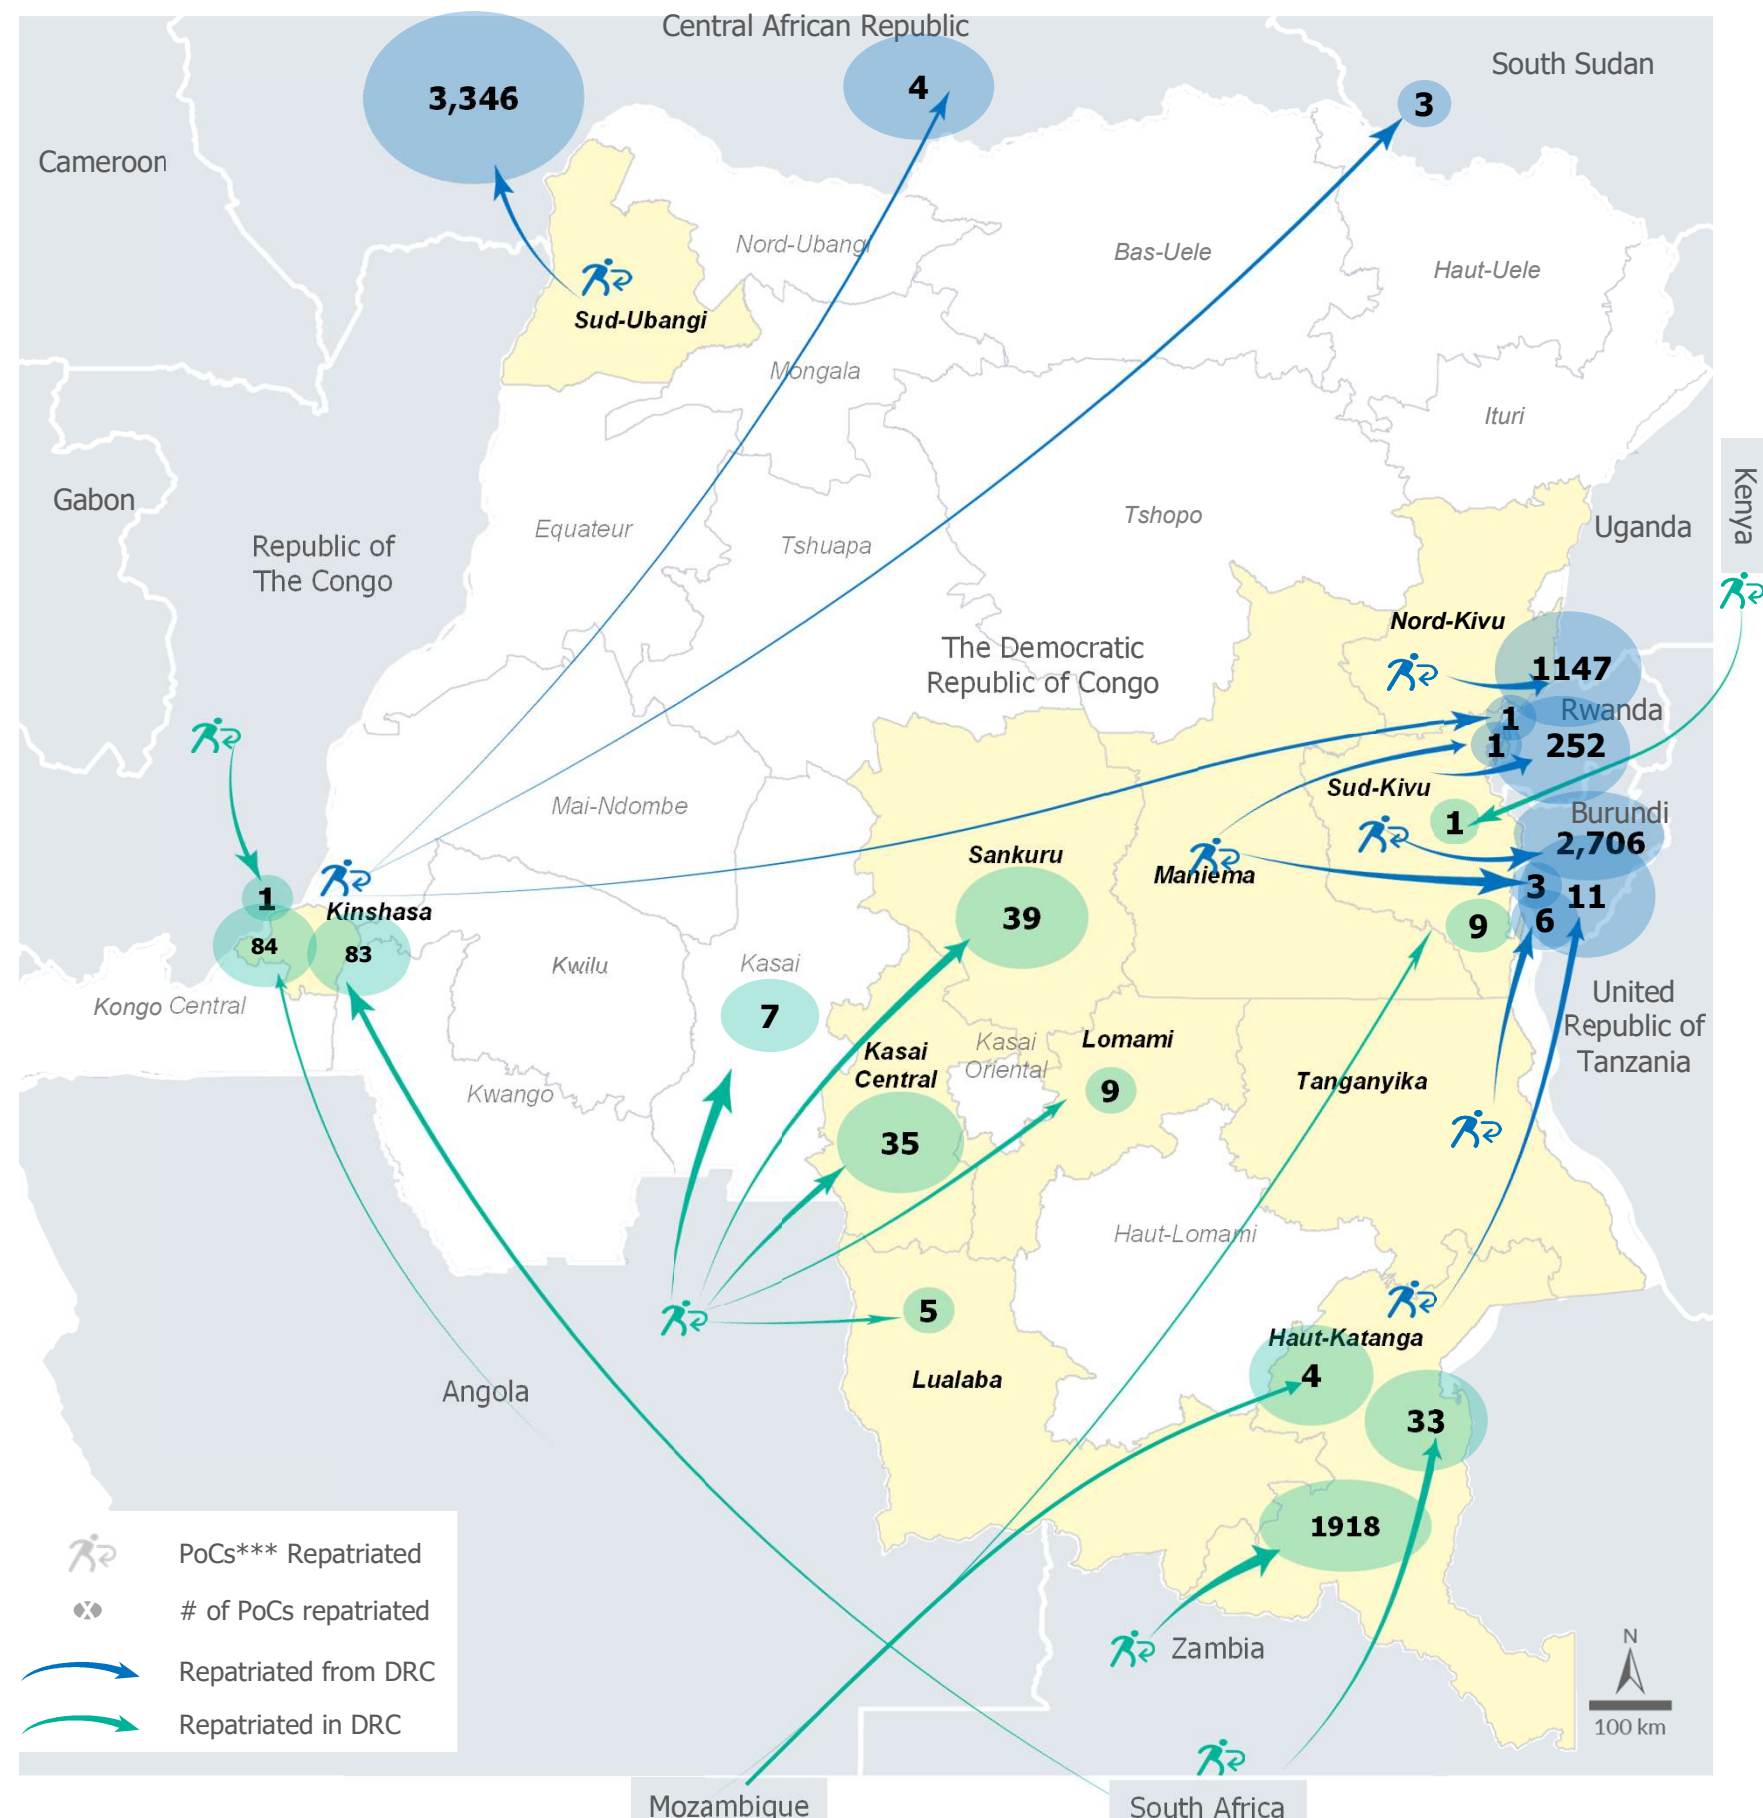 Central African Republic
South Sudan
3,346
4
3
Cameroon
Nord-Ubangi
Bas-Uele
Haut-Uele
Sud-Ubangi
Mongala
Ituri
Kenya
Gabon
Equateur
Tshuapa
Tshopo
Uganda
Republic of
The Congo
Nord-Kivu
The Democratic
Republic of Congo
1147
1
Rwanda
1
252
Sud-Kivu
Mai-Ndombe
1
Burundi
2,706
Sankuru
Maniema
3
11
1
Kinshasa
39
9
6
84
83
Kwilu
Kasai
Kongo Central
7
United
Republic of
Tanzania
Kasai
Central
Kasai
Oriental
Lomami
9
Tanganyika
Kwango
35
Haut-Lomami
5
Haut-Katanga
4
Lualaba
Angola
33
1918
PoCs*** Repatriated
# of PoCs repatriated
Repatriated from DRC
Repatriated in DRC
Zambia
N
100 km
Mozambique
South Africa